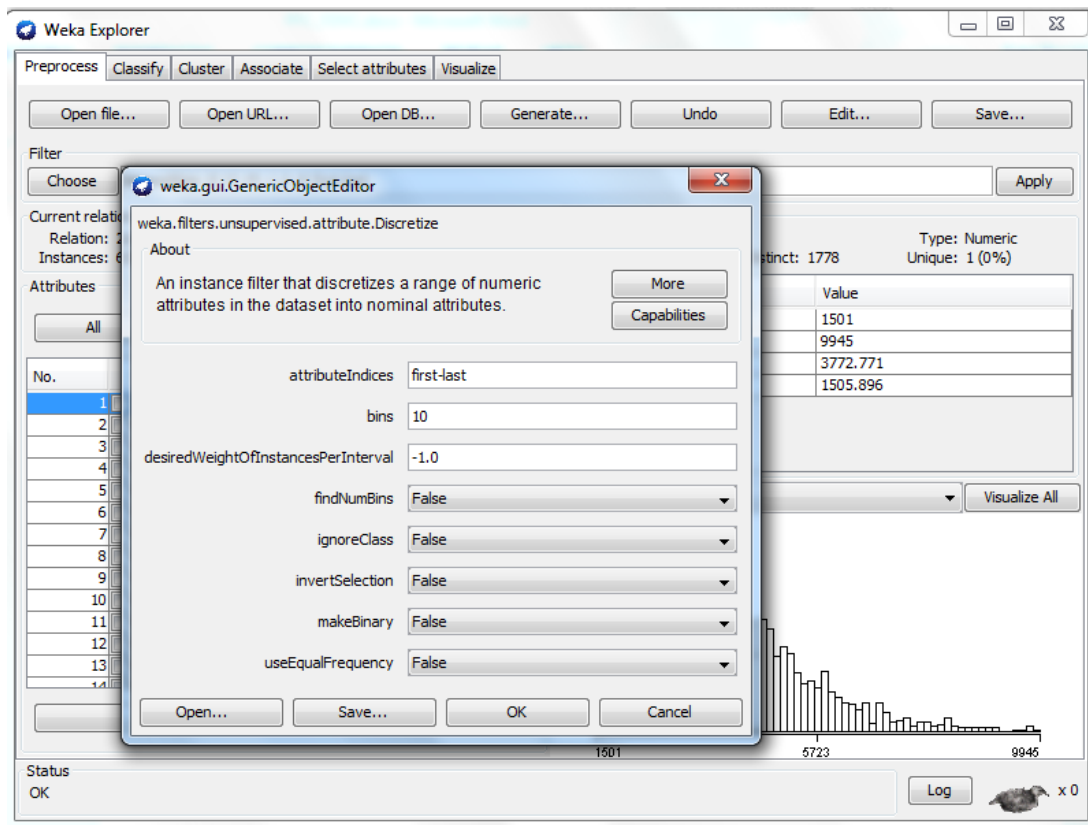 Weka Explorer
Preprocess Classify Cluster Associate Select attributes Visualize
Open file... Open URL... Open DB... Generate... Undo Edit... Save...
Filter
Choose Apply
Current relati
Relation: 2
Instances: 6
Type: Numeric
stinct: 1778 Unique: 1 (0%)
Attributes
All
No.
1
2
3
4
5
6
7
8
9
10
11
12
13
14
weka.gui.GenericObjectEditor
weka.filters.unsupervised.attribute.Discretize
About
An instance filter that discretizes a range of numeric
attributes in the dataset into nominal attributes.
More
Capabilities
attributeIndices first-last
bins 10
desiredWeightOfInstancesPerInterval -1.0
findNumBins False
ignoreClass False
invertSelection False
makeBinary False
useEqualFrequency False
Open... Save... OK Cancel
Value
1501
9945
3772.771
1505.896
Visualize All
1501 5723 9945
Status
OK
Log x 0